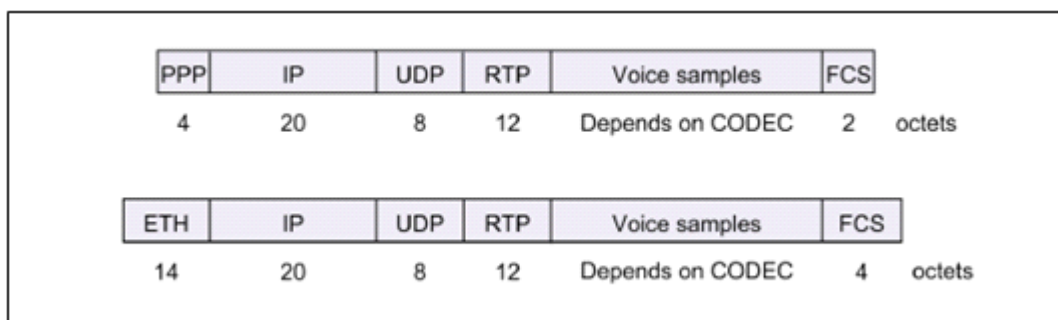 PPP IP UDP RTP Voice samples FCS
4 20 8 12 Depends on CODEC 2 octets
ETH IP UDP RTP Voice samples FCS
14 20 8 12 Depends on CODEC 4 octets